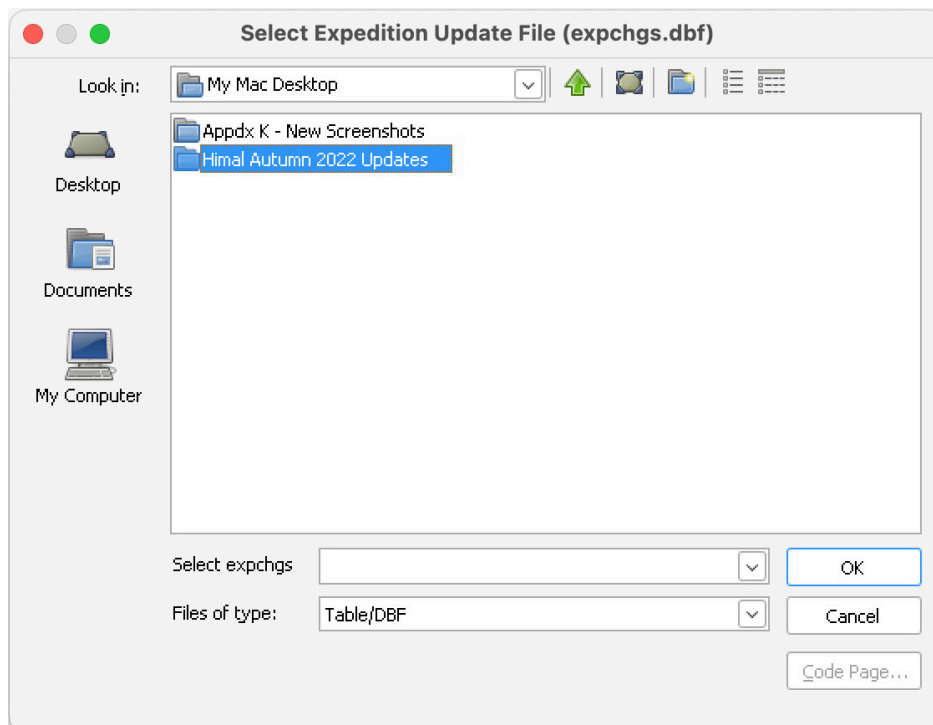 Select Expedition Update File (expchgs.dbf)
Look in: My Mac Desktop
Appdx K - New Screenshots
Himal Autumn 2022 Updates
Desktop
Documents
My Computer
Select expchgs OK
Files of type: Table/DBF Cancel
Code Page...